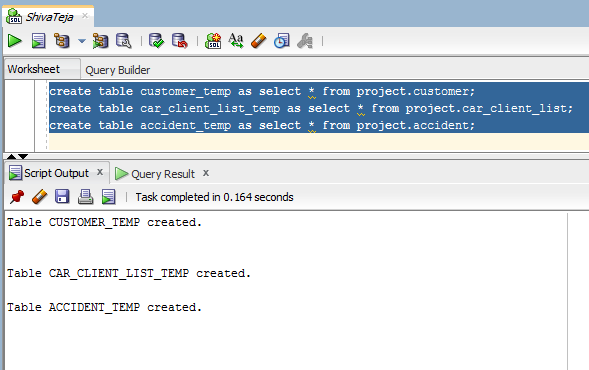 ShivaTeja
SQL
Worksheet Query Builder
create table customer_temp as select * from project.customer;
create table car_client_list_temp as select * from project.car_client_list;
create table accident_temp as select * from project.accident;
Script Output x Query Result x
Task completed in 0.164 seconds
Table CUSTOMER_TEMP created.
Table CAR_CLIENT_LIST_TEMP created.
Table ACCIDENT_TEMP created.